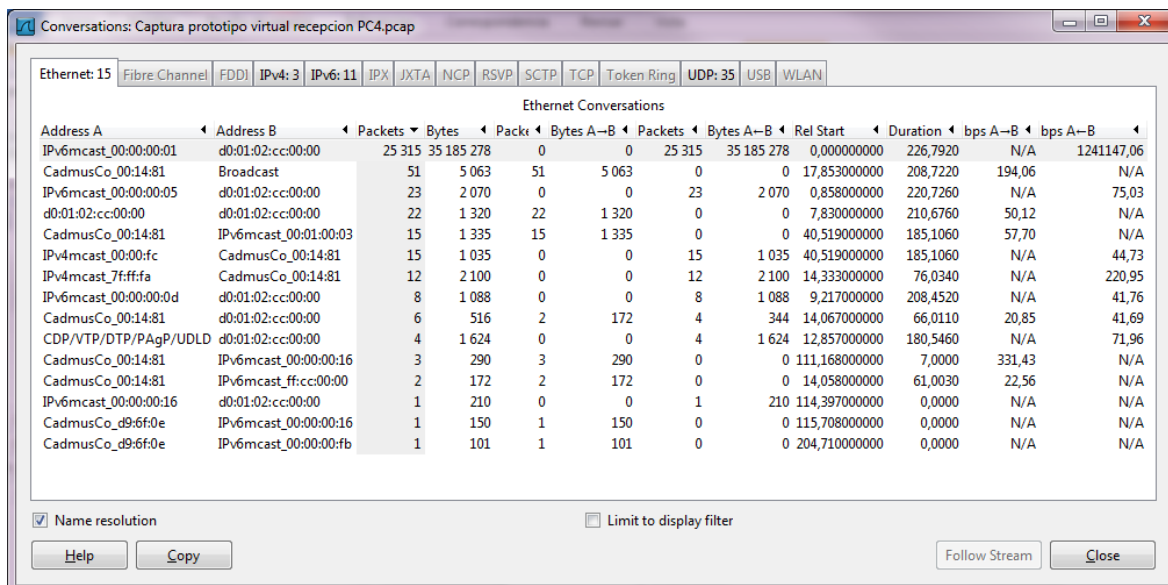 Conversations: Captura prototipo virtual recepcion PC4.pcap
Ethernet: 15 Fibre Channel FDDI IPv4: 3 IPv6: 11 IPX JXTA NCP RSVP SCTP TCP Token Ring UDP: 35 USB WLAN
Ethernet Conversations
Address A Address B Packets Bytes Packe Bytes A→B Packets Bytes A←B Rel Start Duration bps A→B bps A←B
IPv6mcast_00:00:00:01 d0:01:02:cc:00:00 25 315 35 185 278 0 0 25 315 35 185 278 0,000000000 226,7920 N/A 1241147,06
CadmusCo_00:14:81 Broadcast 51 5 063 51 5 063 0 0 17,853000000 208,7220 194,06 N/A
IPv6mcast_00:00:00:05 d0:01:02:cc:00:00 23 2 070 0 0 23 2 070 0,858000000 220,7260 N/A 75,03
d0:01:02:cc:00:00 d0:01:02:cc:00:00 22 1 320 22 1 320 0 0 7,830000000 210,6760 50,12 N/A
CadmusCo_00:14:81 IPv6mcast_00:01:00:03 15 1 335 15 1 335 0 0 40,519000000 185,1060 57,70 N/A
IPv4mcast_00:00:fc CadmusCo_00:14:81 15 1 035 0 0 15 1 035 40,519000000 185,1060 N/A 44,73
IPv4mcast_7f:ff:fa CadmusCo_00:14:81 12 2 100 0 0 12 2 100 14,333000000 76,0340 N/A 220,95
IPv6mcast_00:00:00:0d d0:01:02:cc:00:00 8 1 088 0 0 8 1 088 9,217000000 208,4520 N/A 41,76
CadmusCo_00:14:81 d0:01:02:cc:00:00 6 516 2 172 4 344 14,067000000 66,0110 20,85 41,69
CDP/VTP/DTP/PAgP/UDLD d0:01:02:cc:00:00 4 1 624 0 0 4 1 624 12,857000000 180,5460 N/A 71,96
CadmusCo_00:14:81 IPv6mcast_00:00:00:16 3 290 3 290 0 0 111,168000000 7,0000 331,43 N/A
CadmusCo_00:14:81 IPv6mcast_ff:cc:00:00 2 172 2 172 0 0 14,058000000 61,0030 22,56 N/A
IPv6mcast_00:00:00:16 d0:01:02:cc:00:00 1 210 0 0 1 210 114,397000000 0,0000 N/A N/A
CadmusCo_d9:6f:0e IPv6mcast_00:00:00:16 1 150 1 150 0 0 115,708000000 0,0000 N/A N/A
CadmusCo_d9:6f:0e IPv6mcast_00:00:00:fb 1 101 1 101 0 0 204,710000000 0,0000 N/A N/A
Name resolution Limit to display filter
Help Copy Follow Stream Close